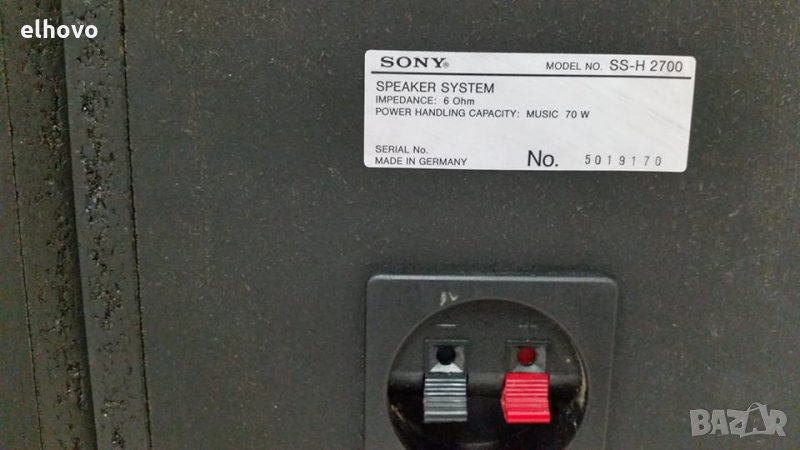 elhovo
SONY® MODEL NO. SS-H 2700
SPEAKER SYSTEM
IMPEDANCE: 6 Ohm
POWER HANDLING CAPACITY: MUSIC 70 W
SERIAL No.
MADE IN GERMANY No. 5019170
− +
BAZAR